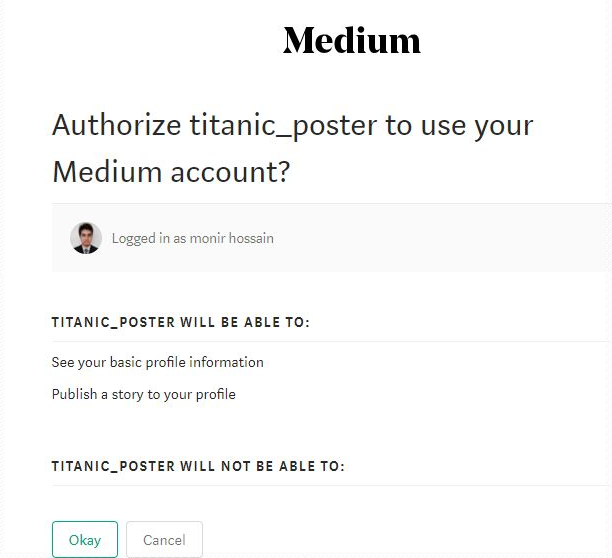 Medium
Authorize titanic_poster to use your
Medium account?
Logged in as monir hossain
TITANIC_POSTER WILL BE ABLE TO:
See your basic profile information
Publish a story to your profile
TITANIC_POSTER WILL NOT BE ABLE TO:
Okay Cancel